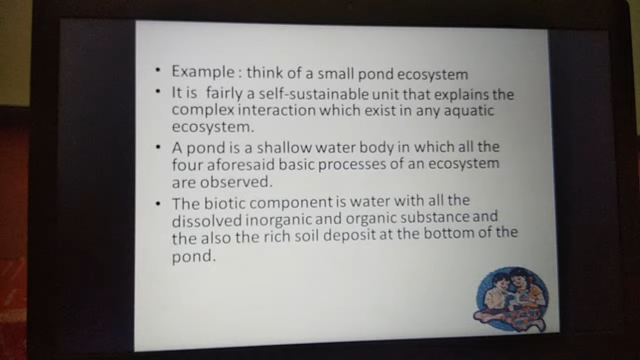 • Example : think of a small pond ecosystem
• It is fairly a self-sustainable unit that explains the
complex interaction which exist in any aquatic
ecosystem.
• A pond is a shallow water body in which all the
four aforesaid basic processes of an ecosystem
are observed.
• The biotic component is water with all the
dissolved inorganic and organic substance and
the also the rich soil deposit at the bottom of the
pond.